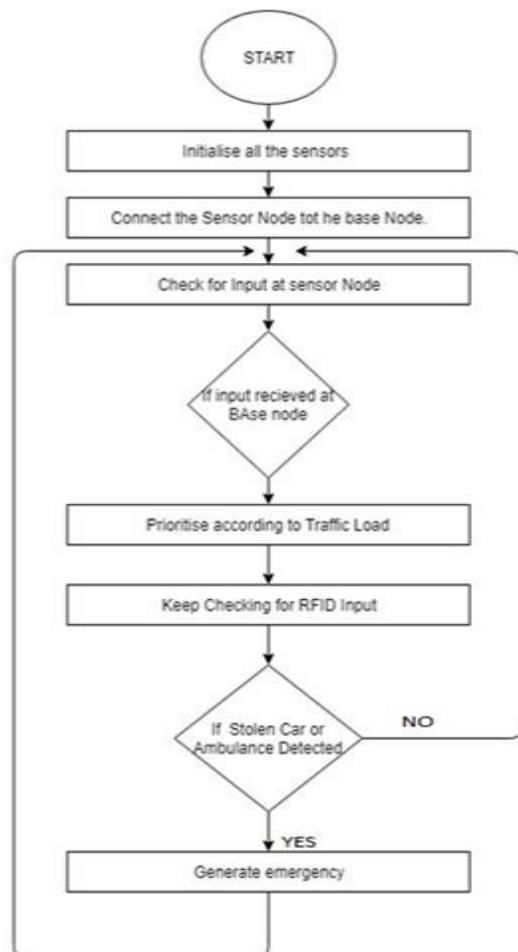 START
Initialise all the sensors
Connect the Sensor Node tot he base Node.
Check for Input at sensor Node
If input recieved at
BAse node
Prioritise according to Traffic Load
Keep Checking for RFID Input
If Stolen Car or
Ambulance Detected
NO
YES
Generate emergency